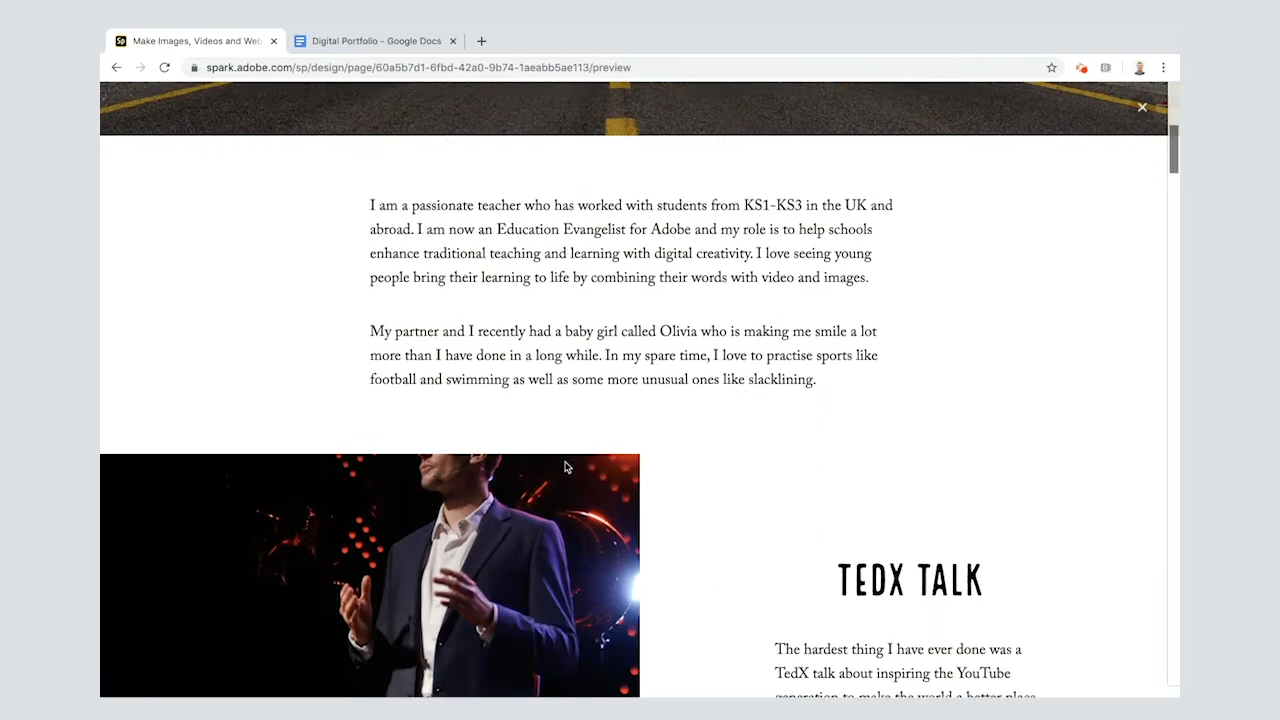 Make Images, Videos and Web
Digital Portfolio - Google Docs
spark.adobe.com/sp/design/page/60a5b7d1-6fbd-42a0-9b74-1aeabb5ae113/preview
I am a passionate teacher who has worked with students from KS1-KS3 in the UK and
abroad. I am now an Education Evangelist for Adobe and my role is to help schools
enhance traditional teaching and learning with digital creativity. I love seeing young
people bring their learning to life by combining their words with video and images.
My partner and I recently had a baby girl called Olivia who is making me smile a lot
more than I have done in a long while. In my spare time, I love to practise sports like
football and swimming as well as some more unusual ones like slacklining.
TEDX TALK
The hardest thing I have ever done was a
TedX talk about inspiring the YouTube
generation to make the world a better place